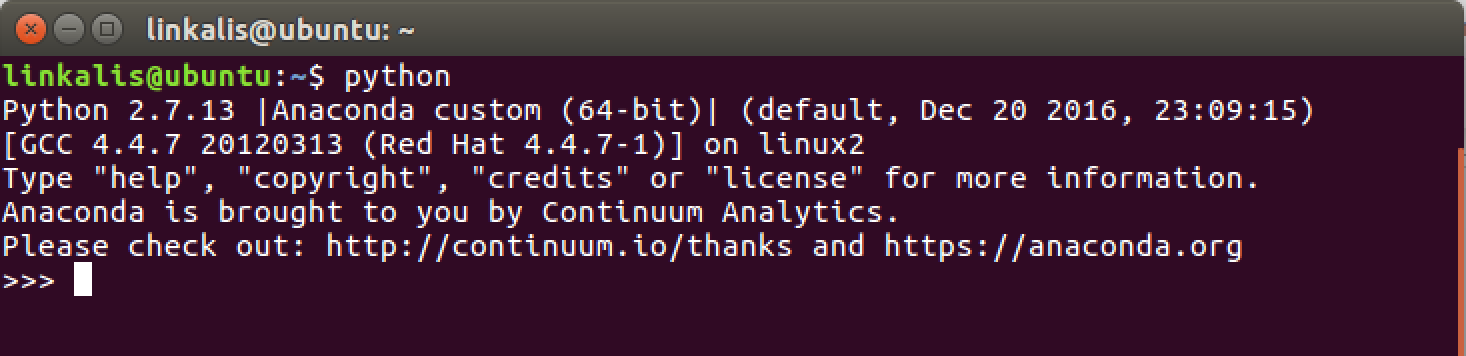 linkalis@ubuntu: ~
linkalis@ubuntu:~$ python
Python 2.7.13 |Anaconda custom (64-bit)| (default, Dec 20 2016, 23:09:15)
[GCC 4.4.7 20120313 (Red Hat 4.4.7-1)] on linux2
Type "help", "copyright", "credits" or "license" for more information.
Anaconda is brought to you by Continuum Analytics.
Please check out: http://continuum.io/thanks and https://anaconda.org
>>>